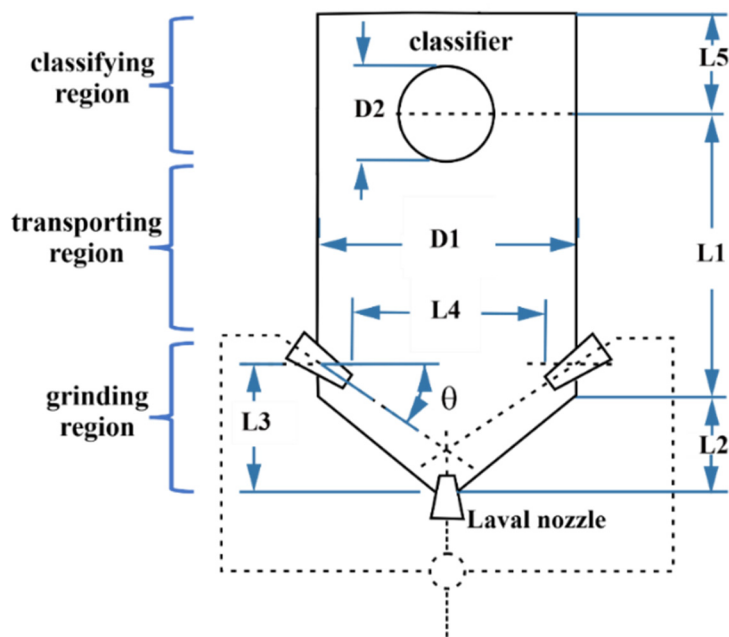 classifying
region
transporting
region
grinding
region
classifier
D2
D1
L4
L3
θ
Laval nozzle
L5
L1
L2